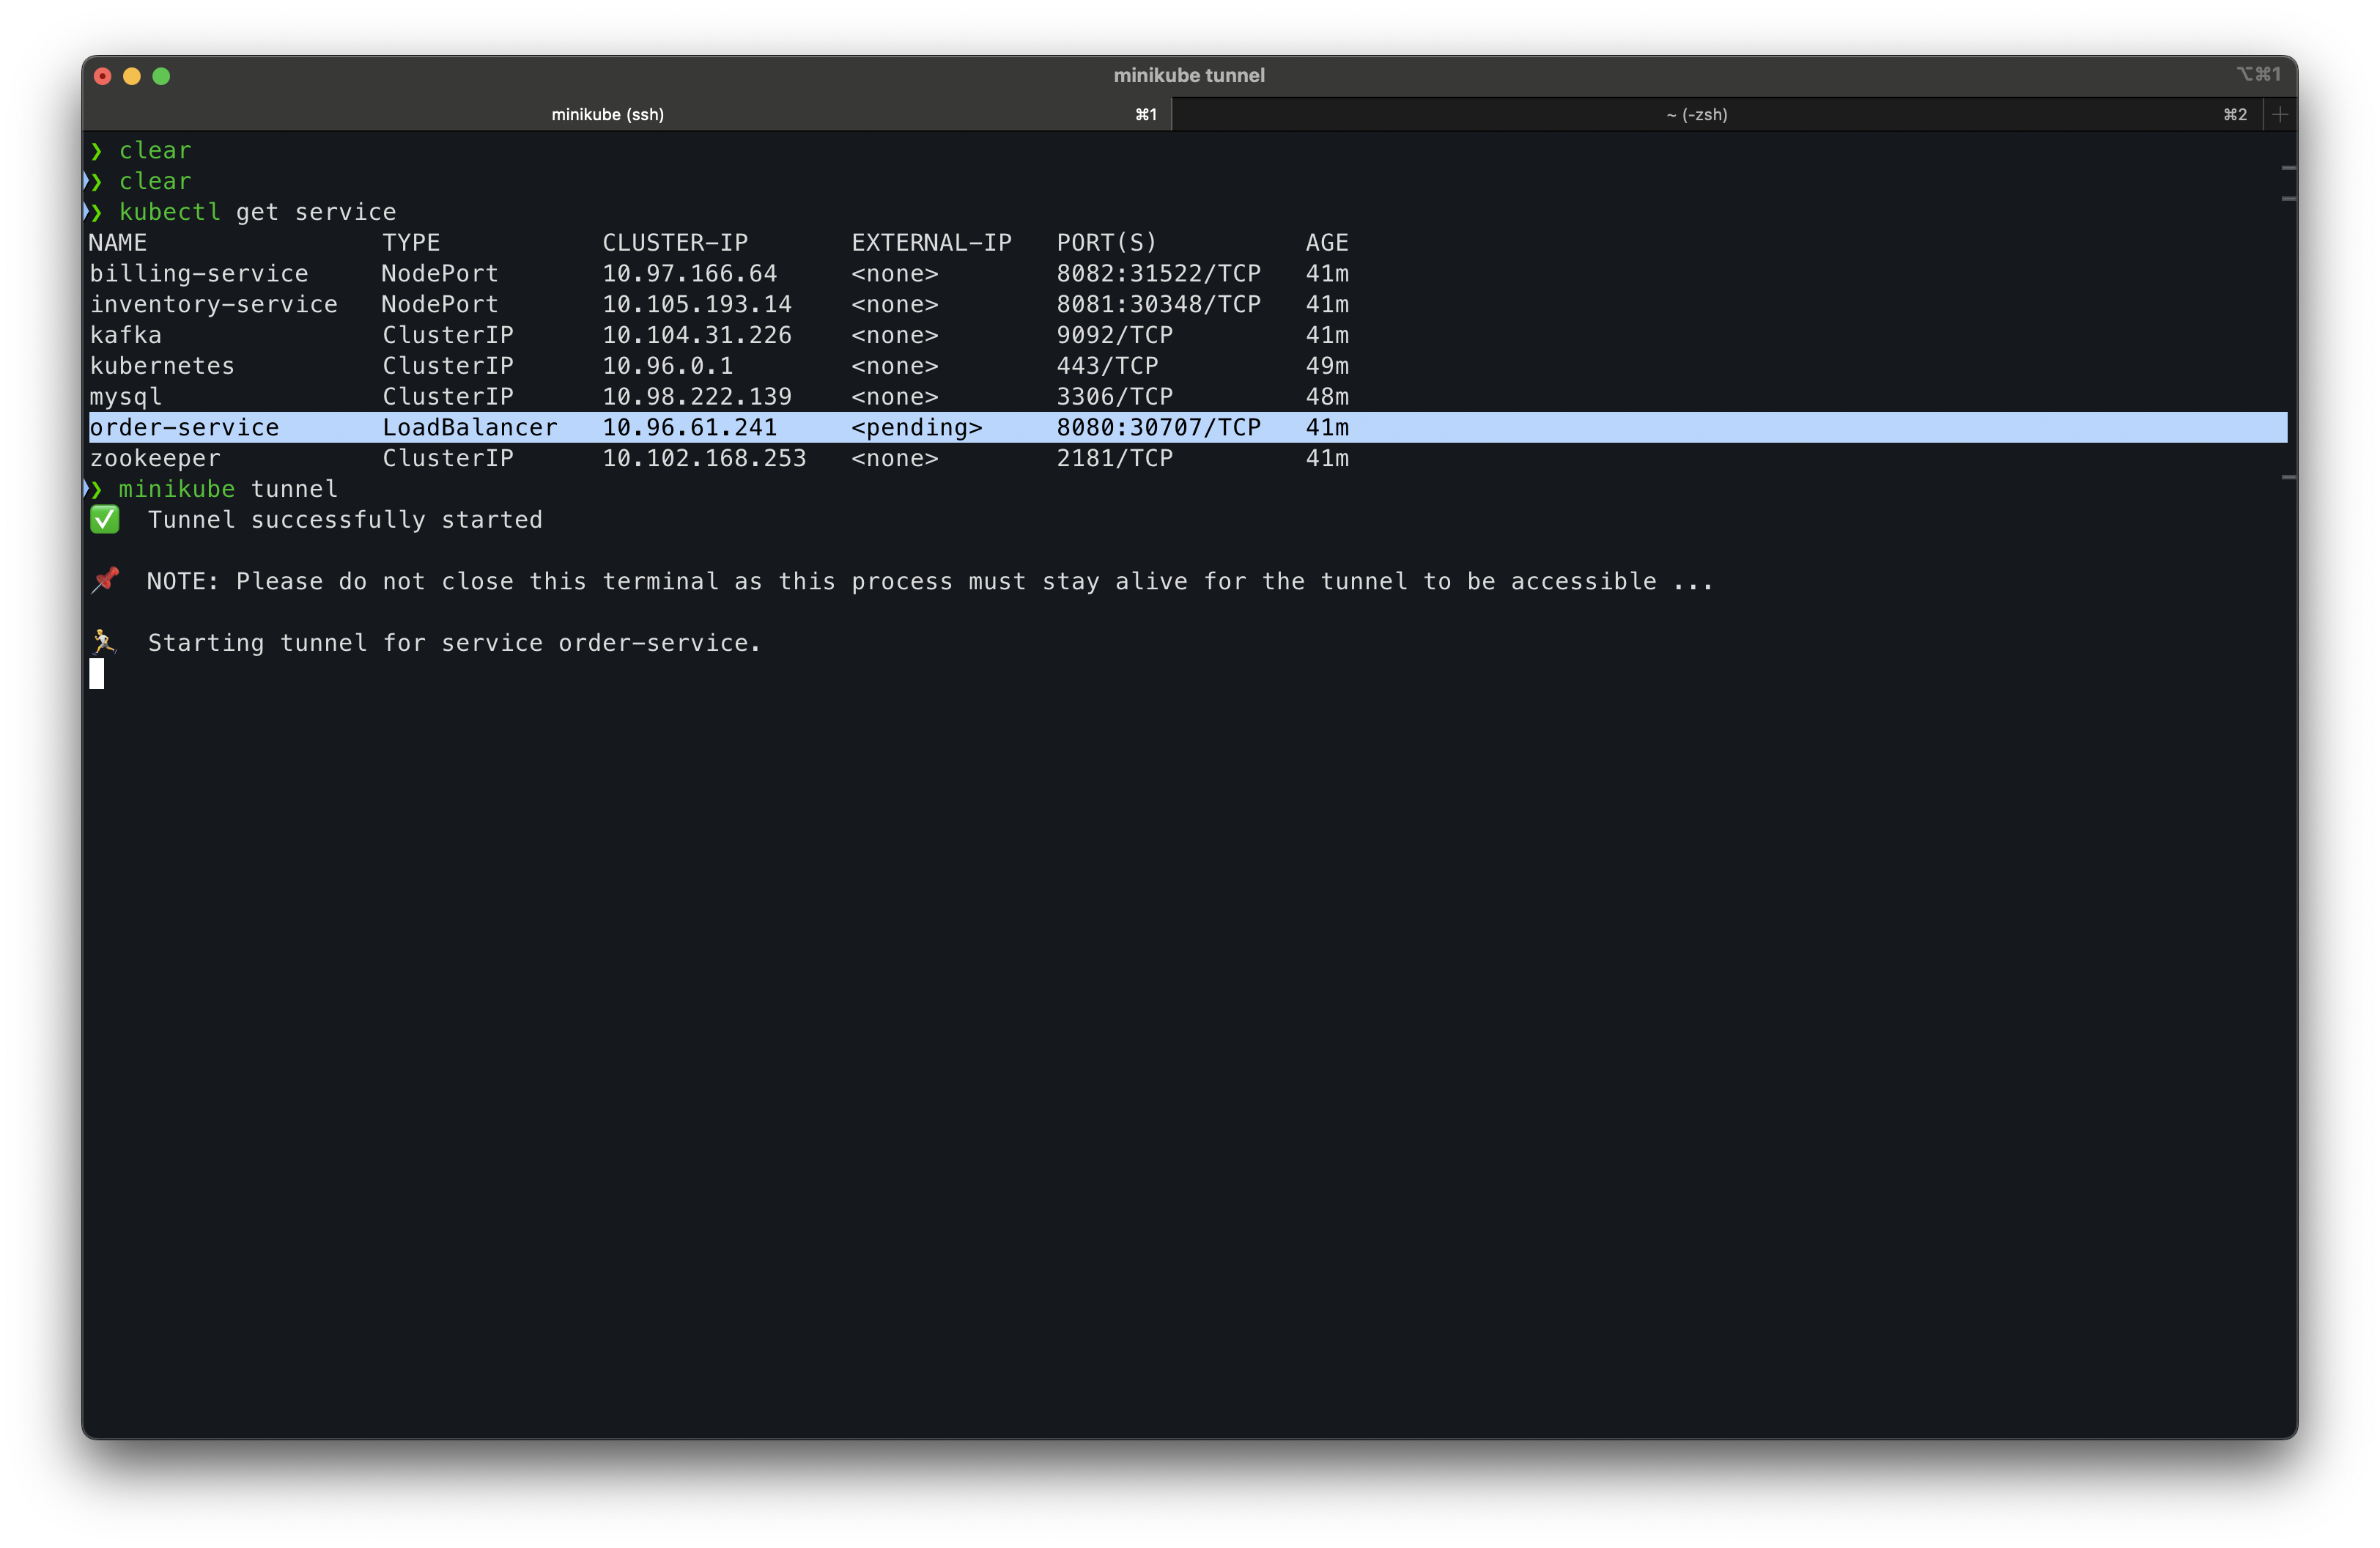 minikube tunnel ⌥⌘1
minikube (ssh) ⌘1 ~ (-zsh) ⌘2 +
❯ clear
❯ clear
❯ kubectl get service
NAME TYPE CLUSTER-IP EXTERNAL-IP PORT(S) AGE
billing-service NodePort 10.97.166.64 <none> 8082:31522/TCP 41m
inventory-service NodePort 10.105.193.14 <none> 8081:30348/TCP 41m
kafka ClusterIP 10.104.31.226 <none> 9092/TCP 41m
kubernetes ClusterIP 10.96.0.1 <none> 443/TCP 49m
mysql ClusterIP 10.98.222.139 <none> 3306/TCP 48m
order-service LoadBalancer 10.96.61.241 <pending> 8080:30707/TCP 41m
zookeeper ClusterIP 10.102.168.253 <none> 2181/TCP 41m
❯ minikube tunnel
✅ Tunnel successfully started
📌 NOTE: Please do not close this terminal as this process must stay alive for the tunnel to be accessible ...
🏃 Starting tunnel for service order-service.